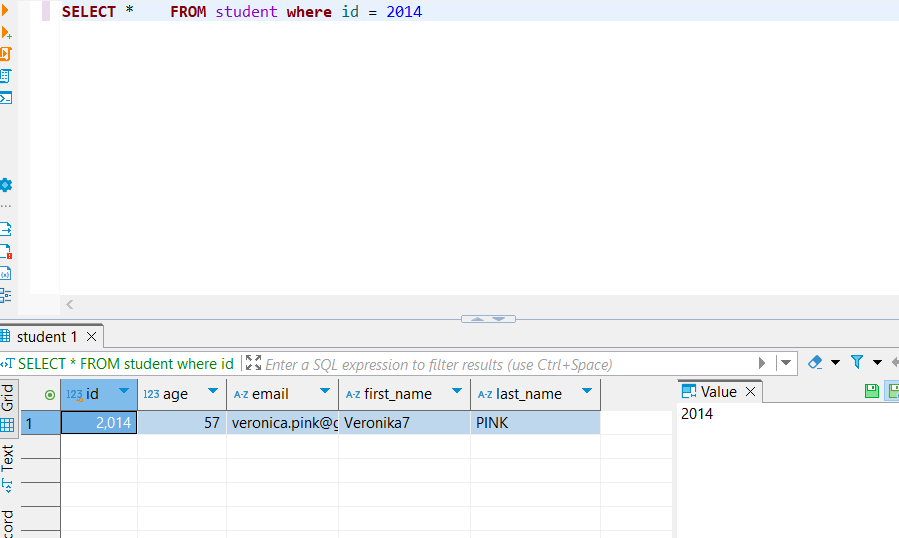 SELECT *    FROM student where id = 2014
student 1
SELECT * FROM student where id
Enter a SQL expression to filter results (use Ctrl+Space)
Grid
Text
123 id
123 age
A-Z email
A-Z first_name
A-Z last_name
1
2,014
57
veronica.pink@g
Veronika7
PINK
Value
2014